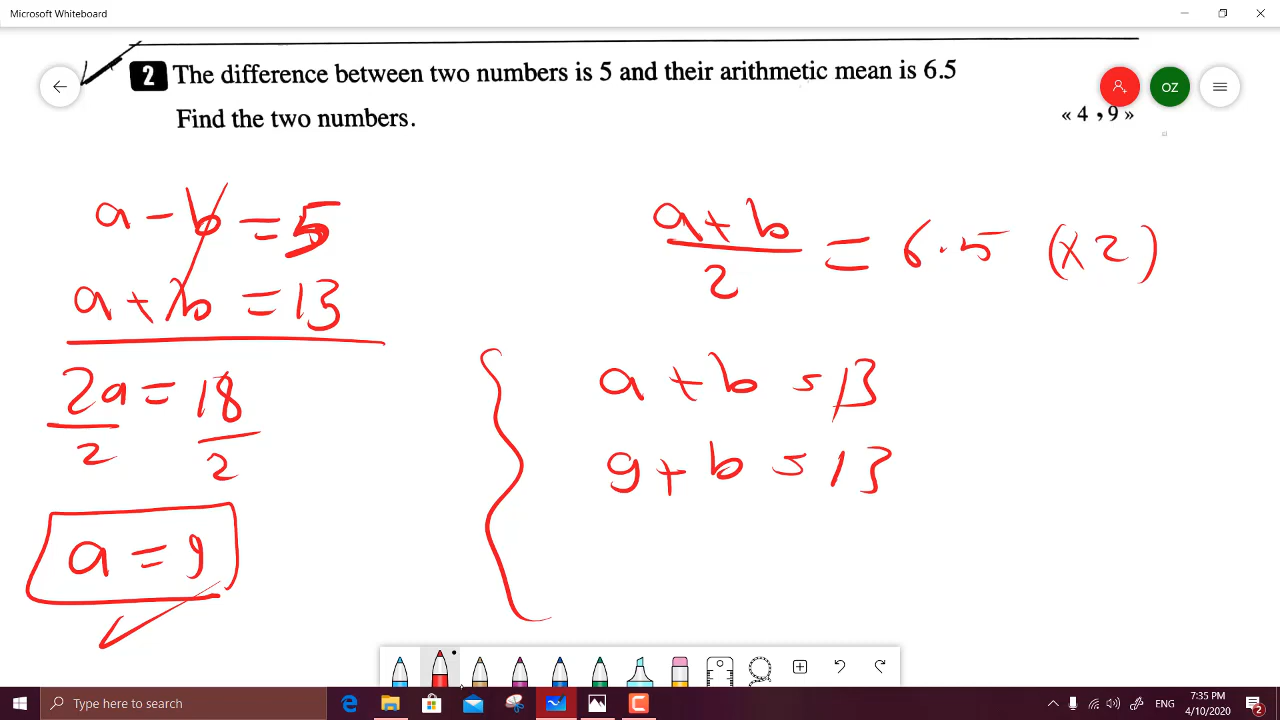 Microsoft Whiteboard
2 The difference between two numbers is 5 and their arithmetic mean is 6.5
Find the two numbers.
« 4 , 9 »
OZ
a - b = 5
a + b = 13
2a = 18
2 2
a = 9
a + b = 6.5 (×2)
2
a + b = 13
9 + b = 13
Type here to search
ENG
7:35 PM
4/10/2020
2